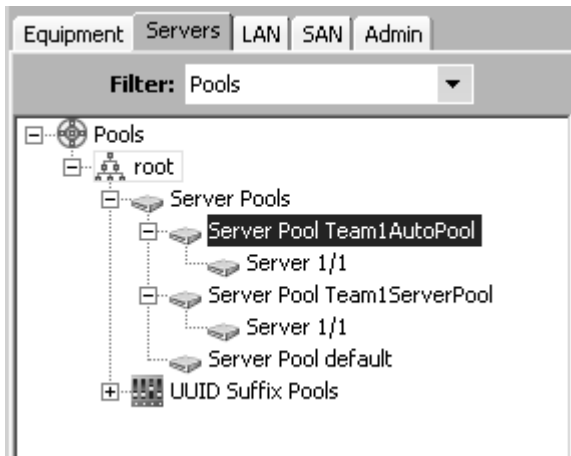 Equipment Servers LAN SAN Admin
Filter: Pools
Pools
root
Server Pools
Server Pool Team1AutoPool
Server 1/1
Server Pool Team1ServerPool
Server 1/1
Server Pool default
UUID Suffix Pools